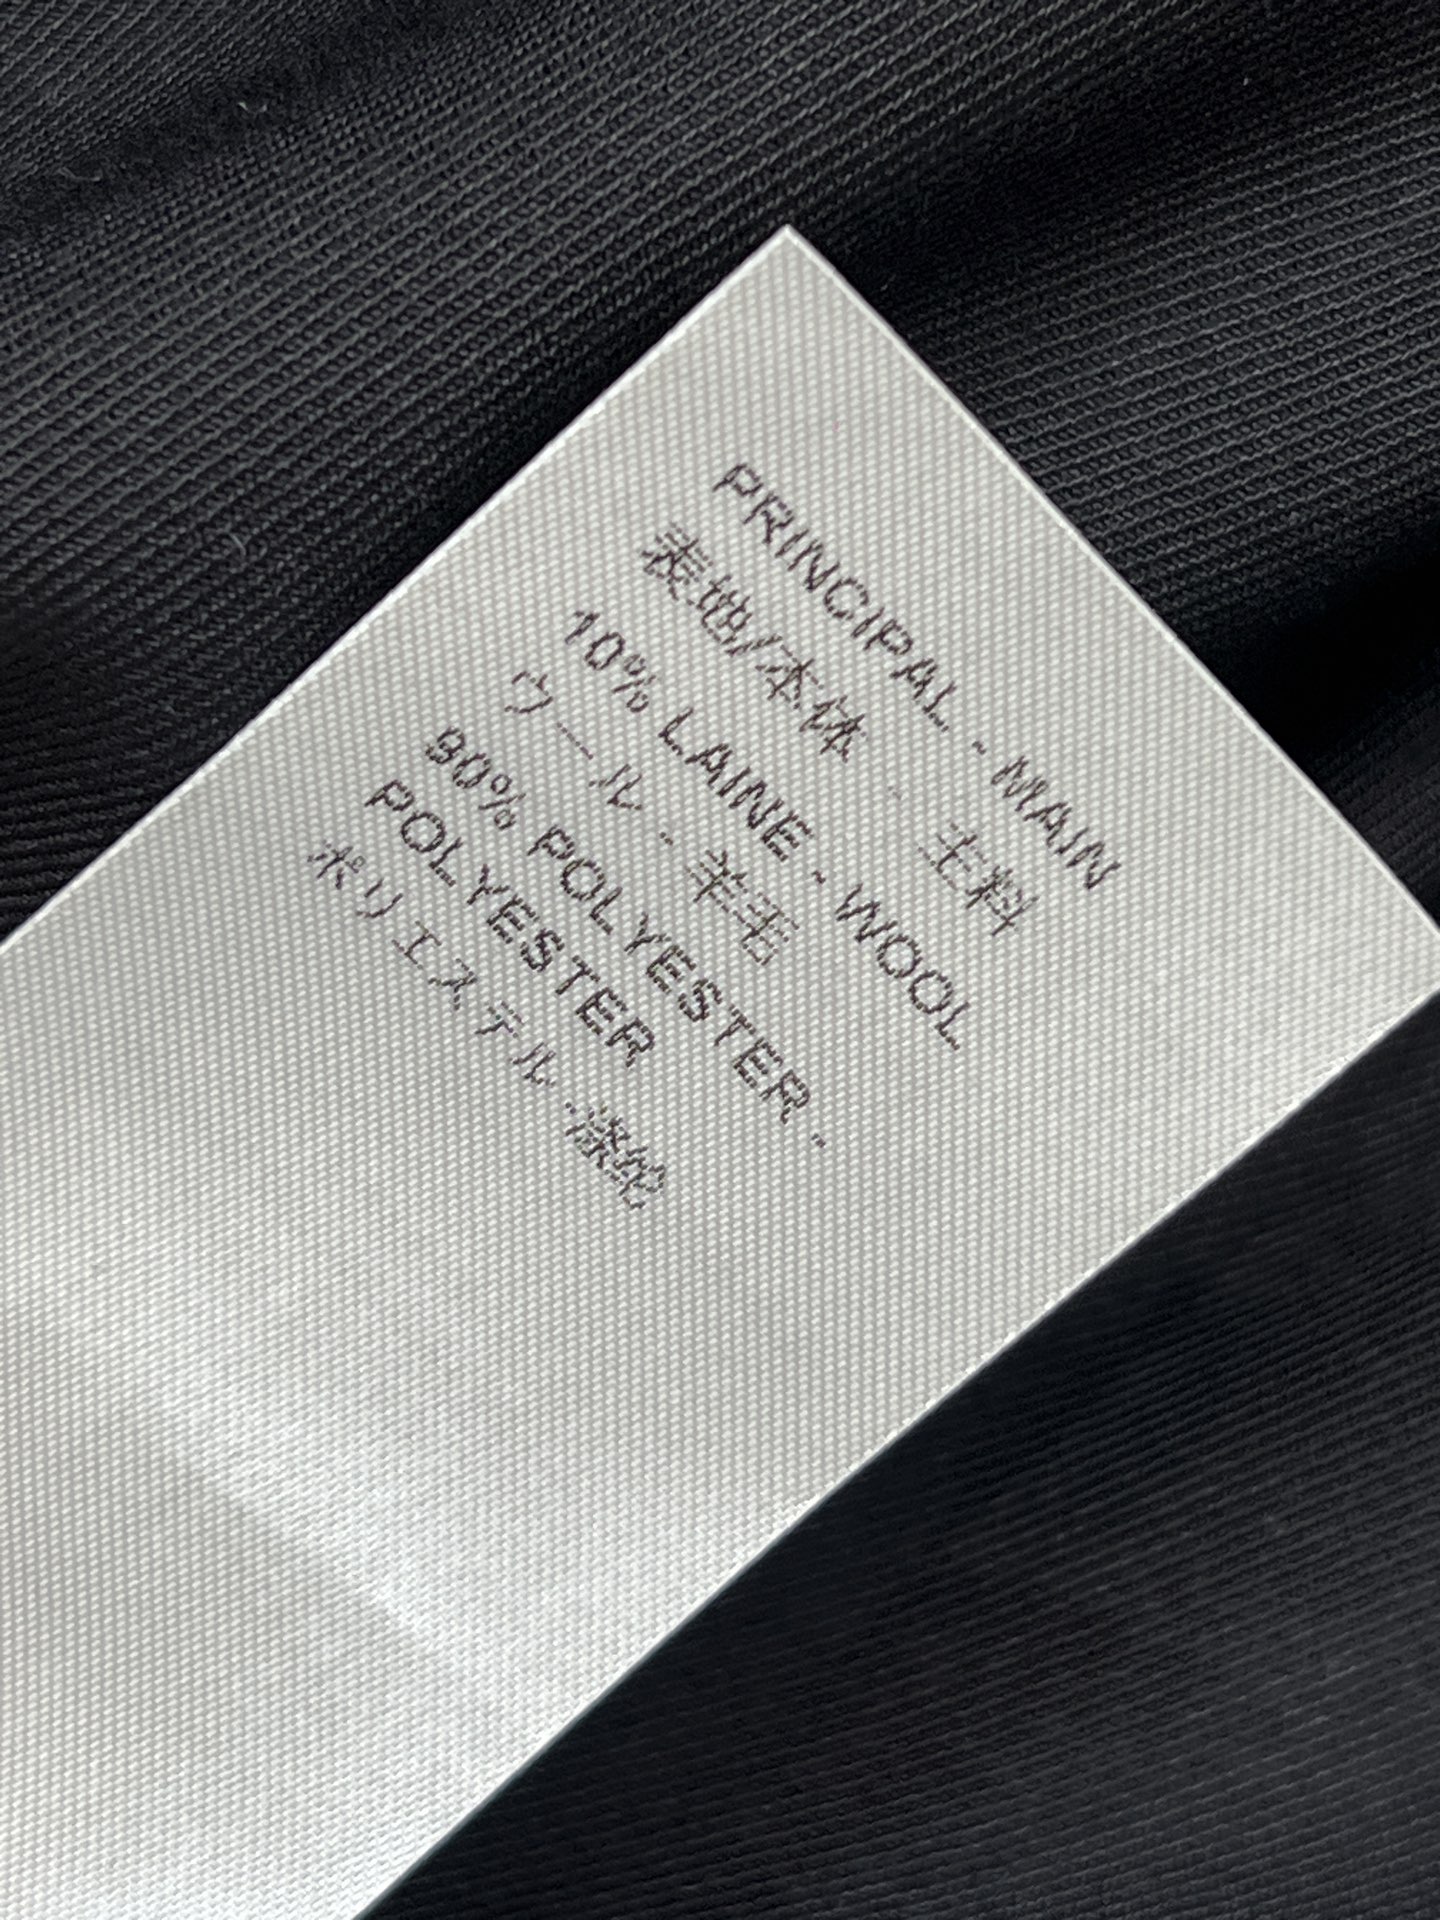 PRINCIPAL - MAIN
表地/本体 - 主料
10% LAINE - WOOL
ウール - 羊毛
90% POLYESTER -
POLYESTER
ポリエステル - 涤纶